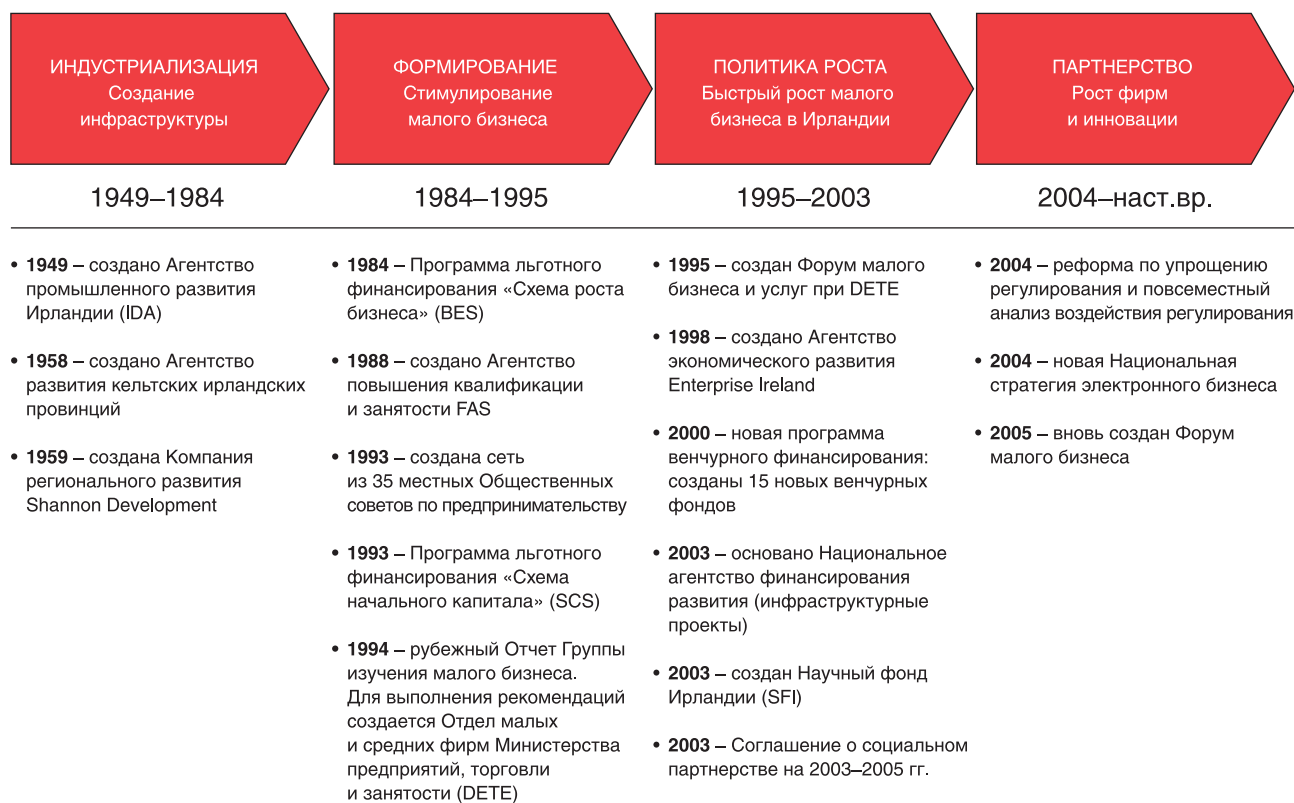 ИНДУСТРИАЛИЗАЦИЯ
Создание
инфраструктуры
ФОРМИРОВАНИЕ
Стимулирование
малого бизнеса
ПОЛИТИКА РОСТА
Быстрый рост малого
бизнеса в Ирландии
ПАРТНЕРСТВО
Рост фирм
и инновации
1949–1984
1984–1995
1995–2003
2004–наст.вр.
• 1949 – создано Агентство
промышленного развития
Ирландии (IDA)
• 1958 – создано Агентство
развития кельтских ирландских
провинций
• 1959 – создана Компания
регионального развития
Shannon Development
• 1984 – Программа льготного
финансирования «Схема роста
бизнеса» (BES)
• 1988 – создано Агентство
повышения квалификации
и занятости FAS
• 1993 – создана сеть
из 35 местных Общественных
советов по предпринимательству
• 1993 – Программа льготного
финансирования «Схема
начального капитала» (SCS)
• 1994 – рубежный Отчет Группы
изучения малого бизнеса.
Для выполнения рекомендаций
создается Отдел малых
и средних фирм Министерства
предприятий, торговли
и занятости (DETE)
• 1995 – создан Форум малого
бизнеса и услуг при DETE
• 1998 – создано Агентство
экономического развития
Enterprise Ireland
• 2000 – новая программа
венчурного финансирования:
созданы 15 новых венчурных
фондов
• 2003 – основано Национальное
агентство финансирования
развития (инфраструктурные
проекты)
• 2003 – создан Научный фонд
Ирландии (SFI)
• 2003 – Соглашение о социальном
партнерстве на 2003–2005 гг.
• 2004 – реформа по упрощению
регулирования и повсеместный
анализ воздействия регулирования
• 2004 – новая Национальная
стратегия электронного бизнеса
• 2005 – вновь создан Форум
малого бизнеса